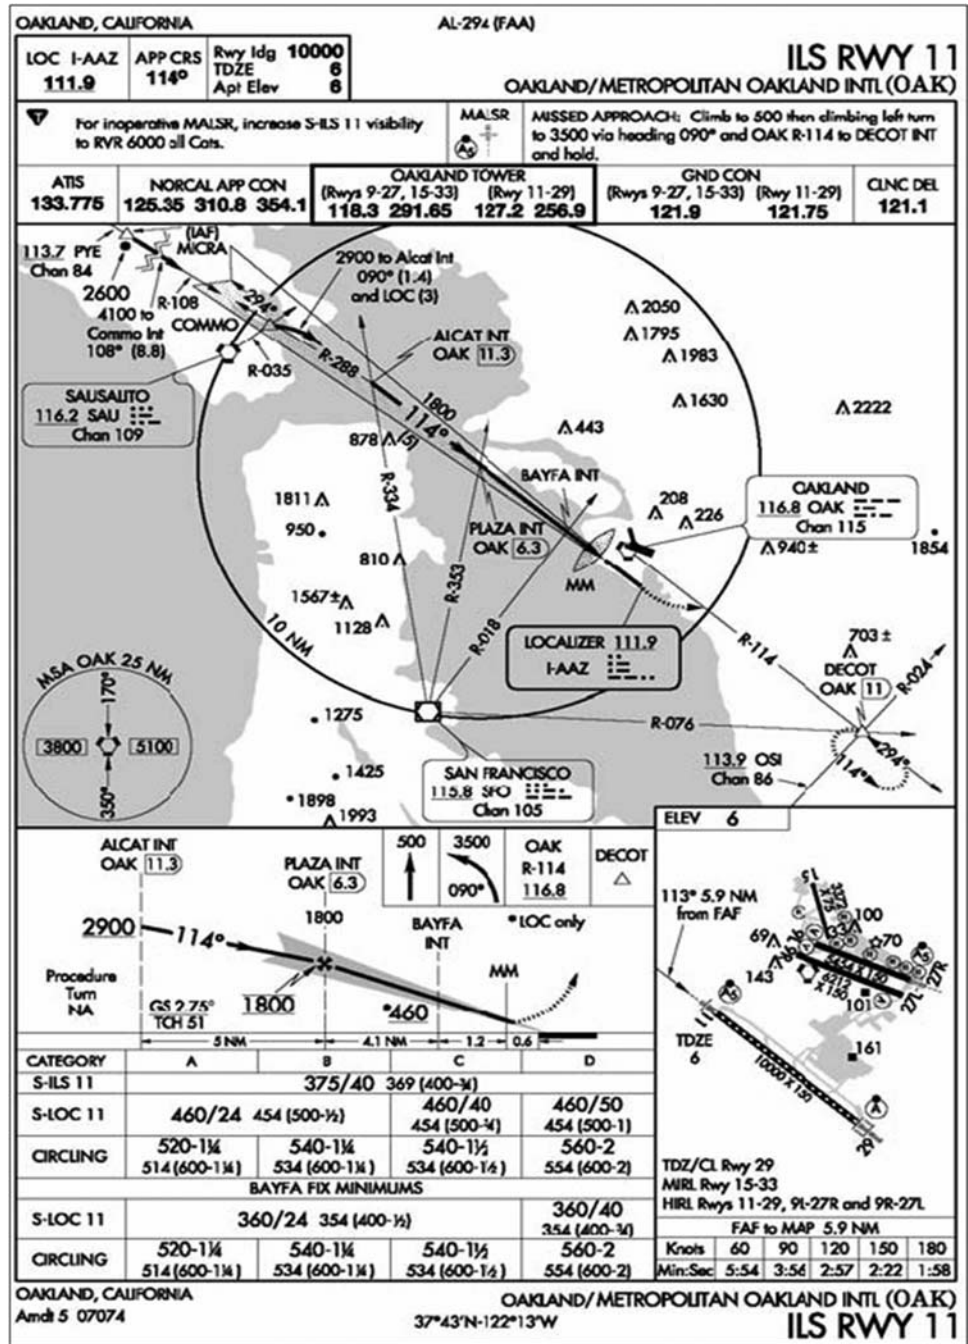 OAKLAND, CALIFORNIA
AL-294 (FAA)
LOC I-AAZ
111.9
APP CRS
114°
Rwy ldg 10000
TDZE 6
Apt Elev 6
ILS RWY 11
OAKLAND/METROPOLITAN OAKLAND INTL (OAK)
T
For inoperative MALSR, increase S-ILS 11 visibility
to RVR 6000 all Cats.
MALSR
A5
MISSED APPROACH: Climb to 500 then climbing left turn
to 3500 via heading 090° and OAK R-114 to DECOT INT
and hold.
ATIS
133.775
NORCAL APP CON
125.35 310.8 354.1
OAKLAND TOWER
(Rwys 9-27, 15-33) (Rwy 11-29)
118.3 291.65 127.2 256.9
GND CON
(Rwys 9-27, 15-33) (Rwy 11-29)
121.9 121.75
CLNC DEL
121.1
113.7 PYE
Chan 84
(IAF)
MICRA
2600
R-108
4100 to
Commo Int
108° (8.8)
294°
COMMO
R-035
R-288
2900 to Alcat Int
090° (1.4)
and LOC (3)
ALCAT INT
OAK 11.3
1800
114°
(5)
SAUSALITO
116.2 SAU
Chan 109
2050
1795
1983
1630
2222
443
878
R-334
1811
950
810
BAYFA INT
PLAZA INT
OAK 6.3
208
226
OAKLAND
116.8 OAK
Chan 115
940±
1854
MM
R-353
R-018
1567±
1128
10 NM
LOCALIZER 111.9
I-AAZ
R-114
703±
DECOT
OAK 11
R-024
R-076
294°
114°
113.9 OSI
Chan 86
MSA OAK 25 NM
170°
3800
5100
350°
1275
1425
1898
1993
SAN FRANCISCO
115.8 SFO
Chan 105
ALCAT INT
OAK 11.3
PLAZA INT
OAK 6.3
500
3500
090°
OAK
R-114
116.8
DECOT
2900
114°
1800
BAYFA
INT
*LOC only
MM
Procedure
Turn
NA
GS 2.75°
TCH 51
1800
*460
5 NM
4.1 NM
1.2
0.6
ELEV 6
113° 5.9 NM
from FAF
15
33
100
70
69
143
5454 X 150
6212 X 150
27R
27L
101
161
TDZE
6
11
10000 X 150
29
TDZ/CL Rwy 29
MIRL Rwy 15-33
HIRL Rwys 11-29, 9L-27R and 9R-27L
FAF to MAP 5.9 NM
Knots 60 90 120 150 180
Min:Sec 5:54 3:56 2:57 2:22 1:58
CATEGORY A B C D
S-ILS 11 375/40 369 (400-¾)
S-LOC 11 460/24 454 (500-½) 460/40 454 (500-¾) 460/50 454 (500-1)
CIRCLING 520-1¼ 514 (600-1¼) 540-1¼ 534 (600-1¼) 540-1½ 534 (600-1½) 560-2 554 (600-2)
BAYFA FIX MINIMUMS
S-LOC 11 360/24 354 (400-½) 360/40 354 (400-¾)
CIRCLING 520-1¼ 514 (600-1¼) 540-1¼ 534 (600-1¼) 540-1½ 534 (600-1½) 560-2 554 (600-2)
OAKLAND, CALIFORNIA
Amdt 5 07074
37°43'N-122°13'W
OAKLAND/METROPOLITAN OAKLAND INTL (OAK)
ILS RWY 11